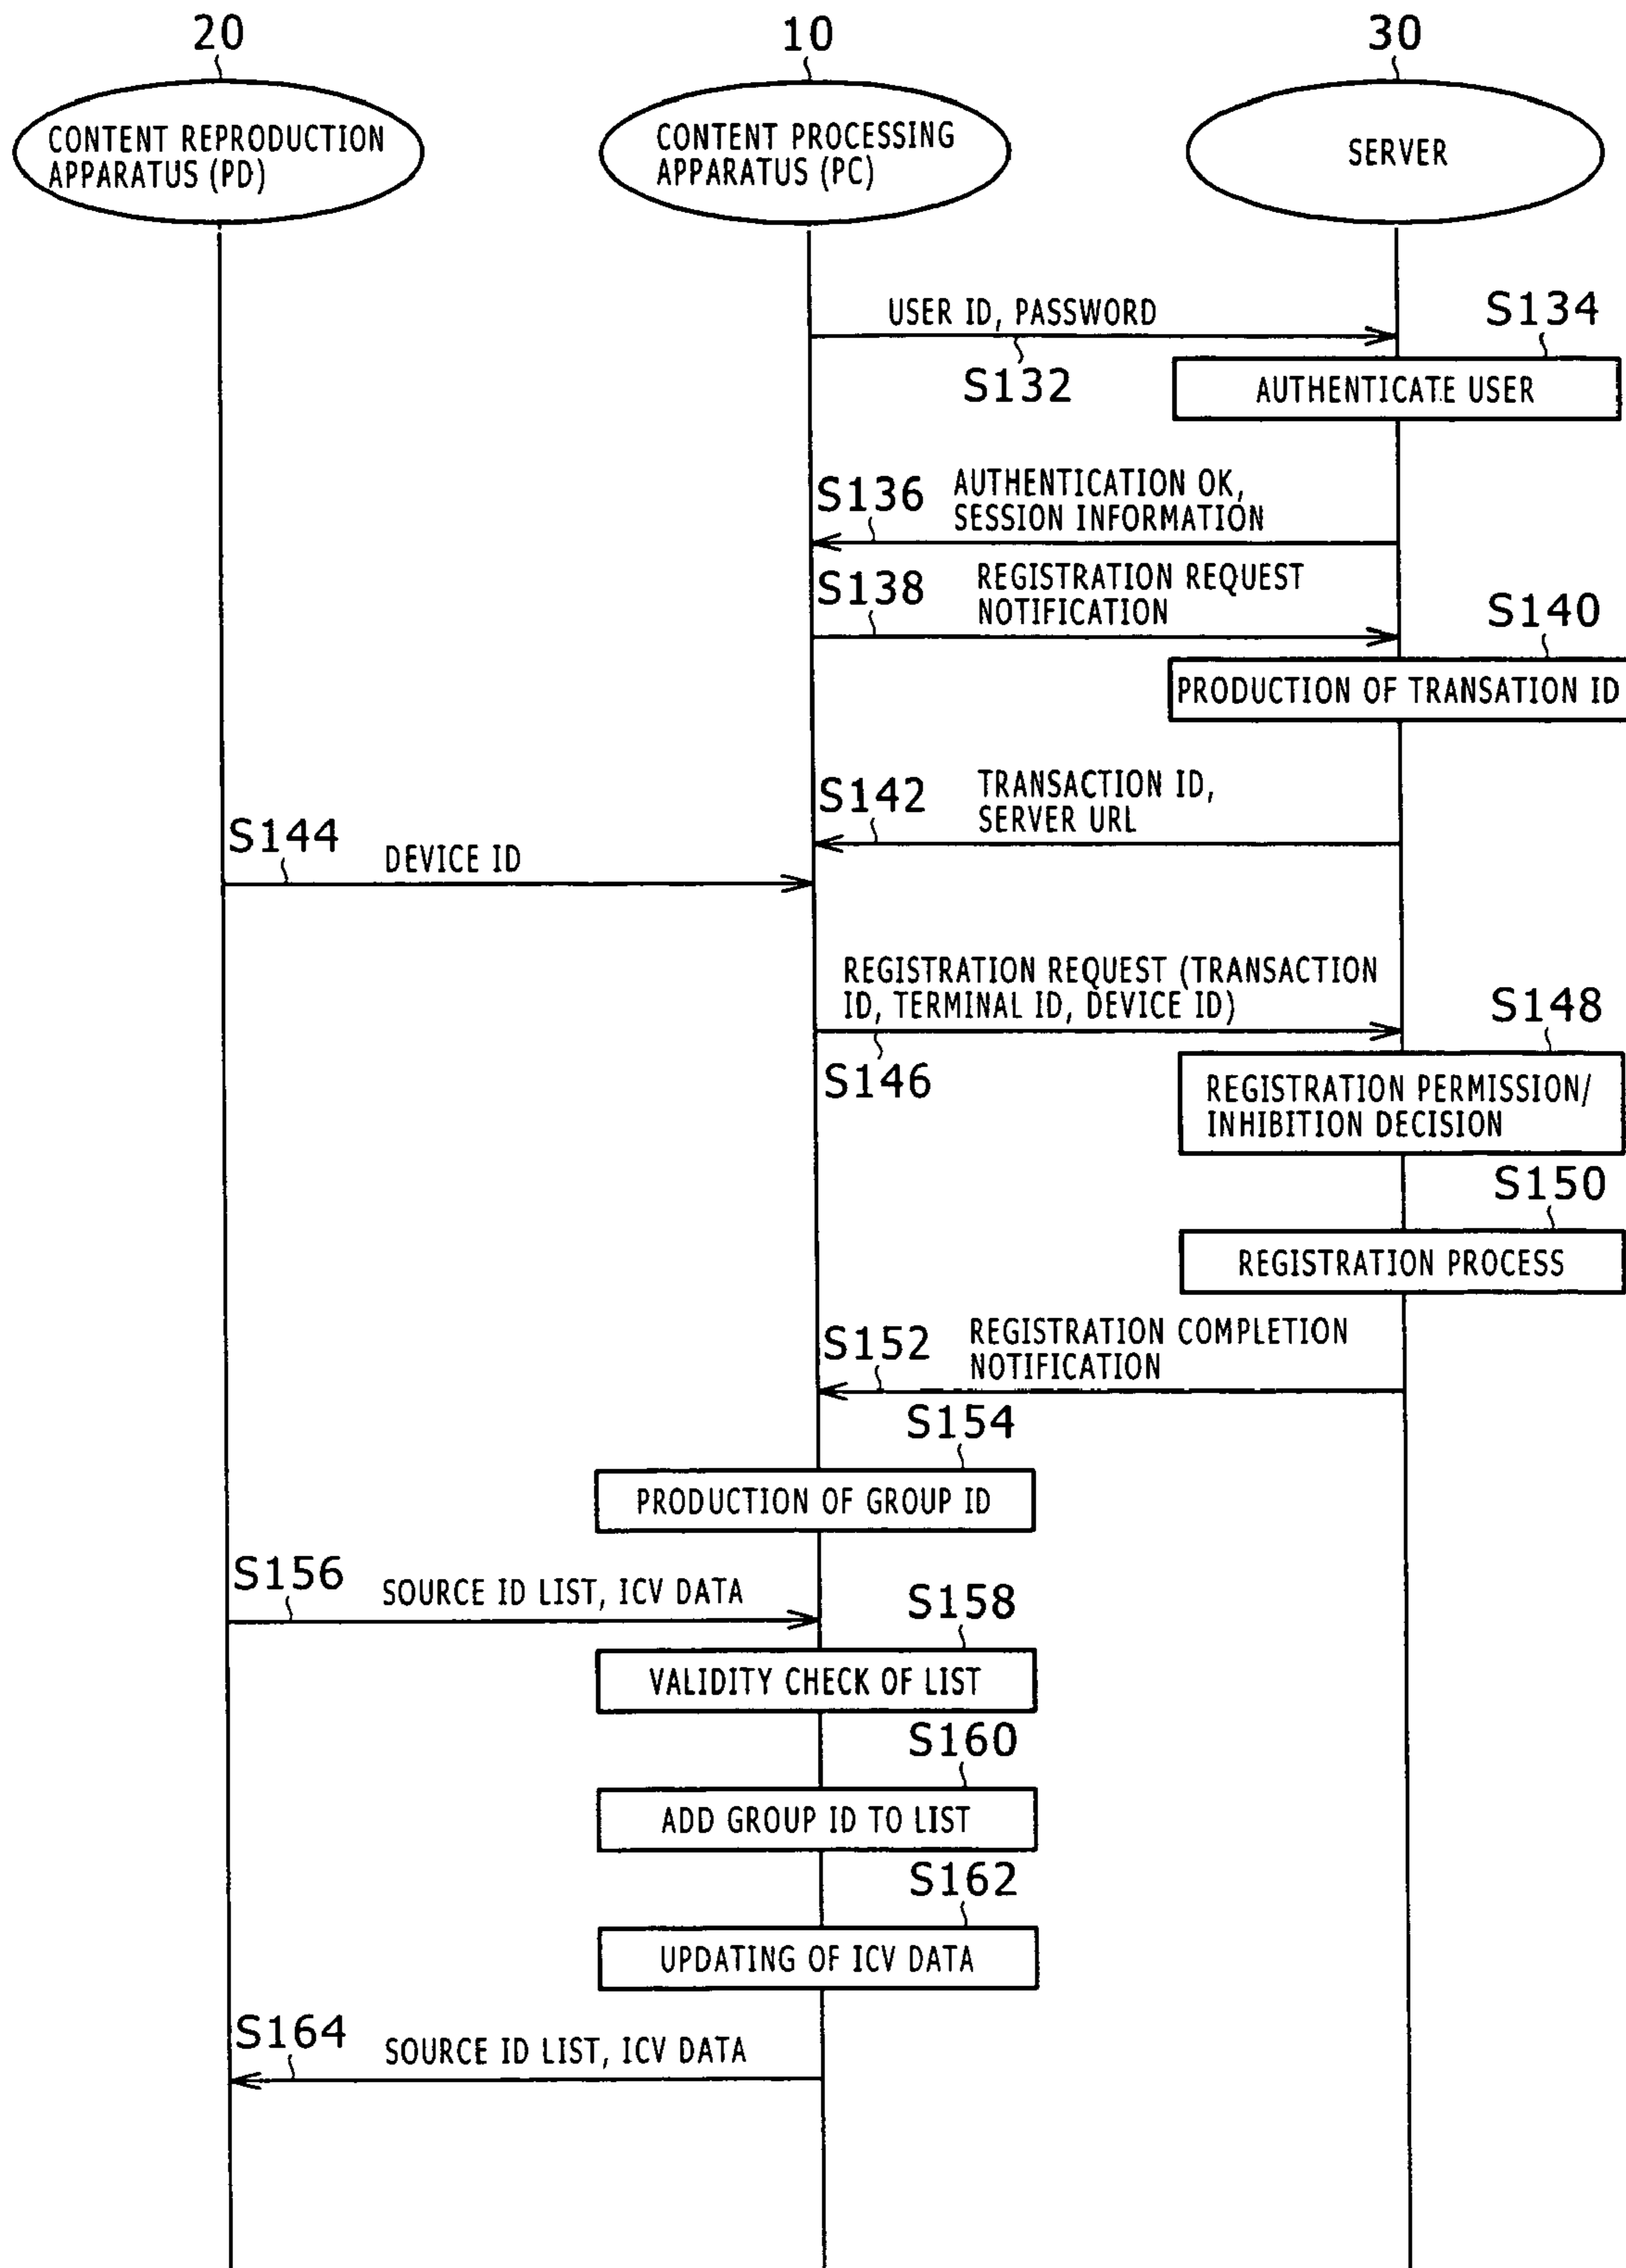 20
10
30
CONTENT REPRODUCTION
APPARATUS (PD)
CONTENT PROCESSING
APPARATUS (PC)
SERVER
USER ID, PASSWORD
S132
S134
AUTHENTICATE USER
S136
AUTHENTICATION OK,
SESSION INFORMATION
S138
REGISTRATION REQUEST
NOTIFICATION
S140
PRODUCTION OF TRANSATION ID
S142
TRANSACTION ID,
SERVER URL
S144
DEVICE ID
REGISTRATION REQUEST (TRANSACTION
ID, TERMINAL ID, DEVICE ID)
S146
S148
REGISTRATION PERMISSION/
INHIBITION DECISION
S150
REGISTRATION PROCESS
S152
REGISTRATION COMPLETION
NOTIFICATION
S154
PRODUCTION OF GROUP ID
S156
SOURCE ID LIST, ICV DATA
S158
VALIDITY CHECK OF LIST
S160
ADD GROUP ID TO LIST
S162
UPDATING OF ICV DATA
S164
SOURCE ID LIST, ICV DATA